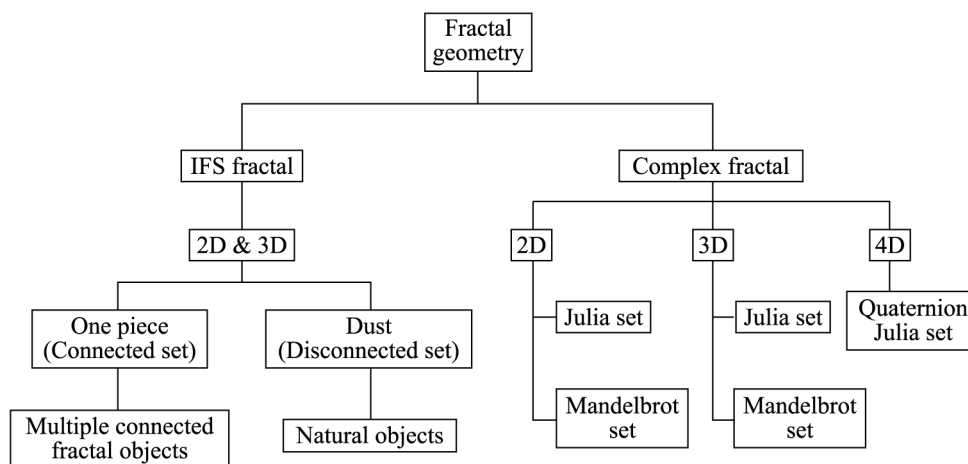 Fractal
geometry
IFS fractal
Complex fractal
2D & 3D
2D
3D
4D
One piece
(Connected set)
Dust
(Disconnected set)
Julia set
Julia set
Quaternion
Julia set
Multiple connected
fractal objects
Natural objects
Mandelbrot
set
Mandelbrot
set